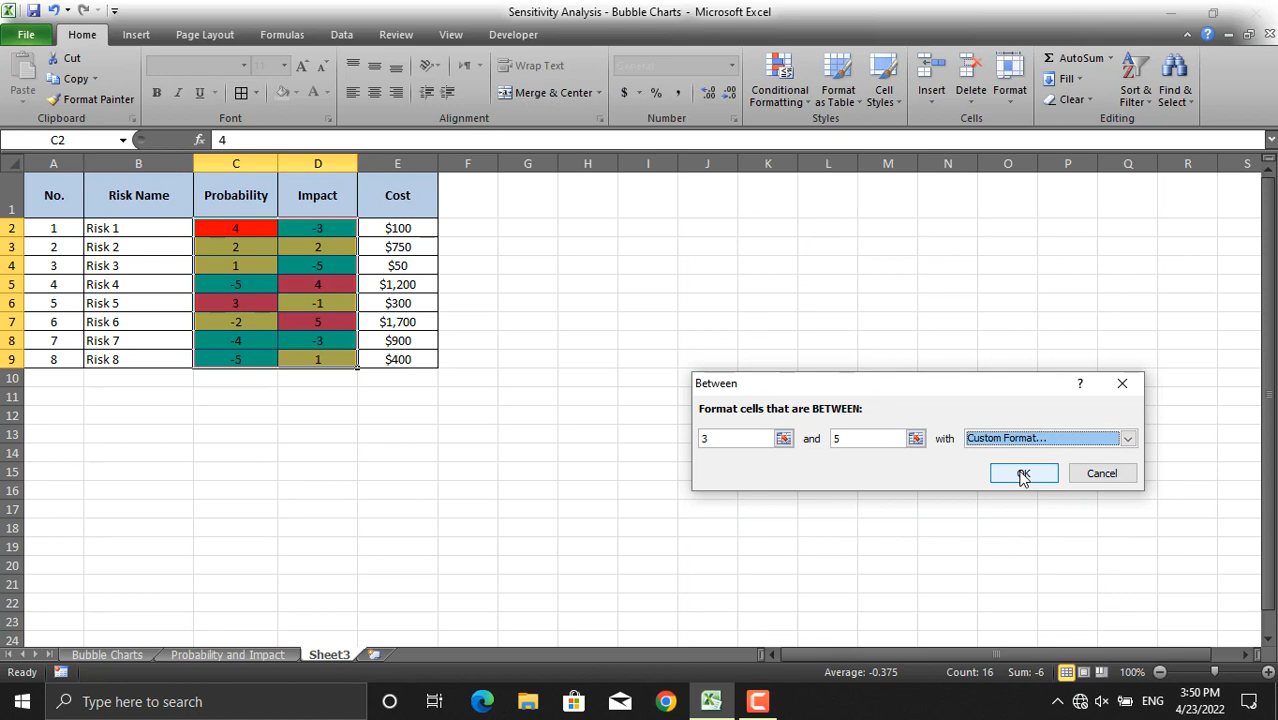 Sensitivity Analysis - Bubble Charts - Microsoft Excel
File Home Insert Page Layout Formulas Data Review View Developer
Cut Wrap Text General AutoSum
Copy Fill
Paste Format Painter Merge & Center Conditional Formatting Format as Table Cell Styles Insert Delete Format Clear Sort & Filter Find & Select
Clipboard Font Alignment Number Styles Cells Editing
C2 fx 4
A B C D E F G H I J K L M N O P Q R S
1 No. Risk Name Probability Impact Cost
2 1 Risk 1 4 -3 $100
3 2 Risk 2 2 2 $750
4 3 Risk 3 1 -5 $50
5 4 Risk 4 -5 4 $1,200
6 5 Risk 5 3 -1 $300
7 6 Risk 6 -2 5 $1,700
8 7 Risk 7 -4 -3 $900
9 8 Risk 8 -5 1 $400
10
11
12
13
14
15
16
17
18
19
20
21
22
23
24
Between ?
Format cells that are BETWEEN:
3 and 5 with Custom Format...
OK Cancel
Bubble Charts Probability and Impact Sheet3
Ready Average: -0.375 Count: 16 Sum: -6 100%
Type here to search ENG 3:50 PM
4/23/2022